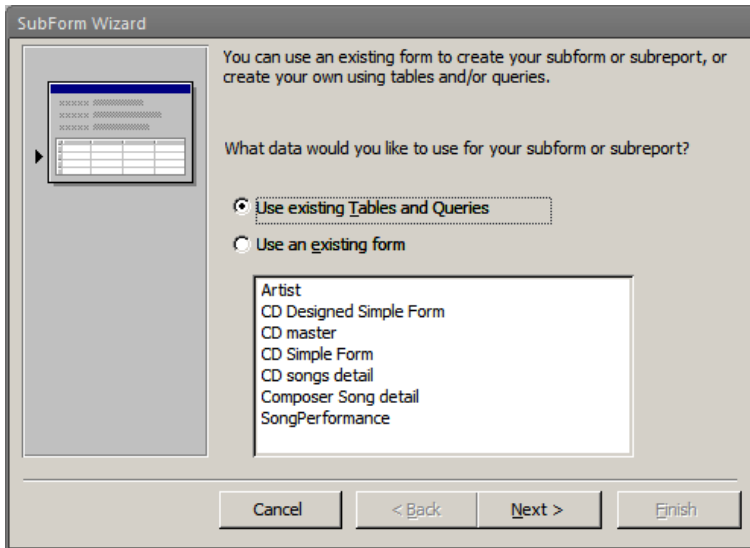 SubForm Wizard
You can use an existing form to create your subform or subreport, or
create your own using tables and/or queries.
What data would you like to use for your subform or subreport?
Use existing Tables and Queries
Use an existing form
Artist
CD Designed Simple Form
CD master
CD Simple Form
CD songs detail
Composer Song detail
SongPerformance
Cancel
< Back
Next >
Finish